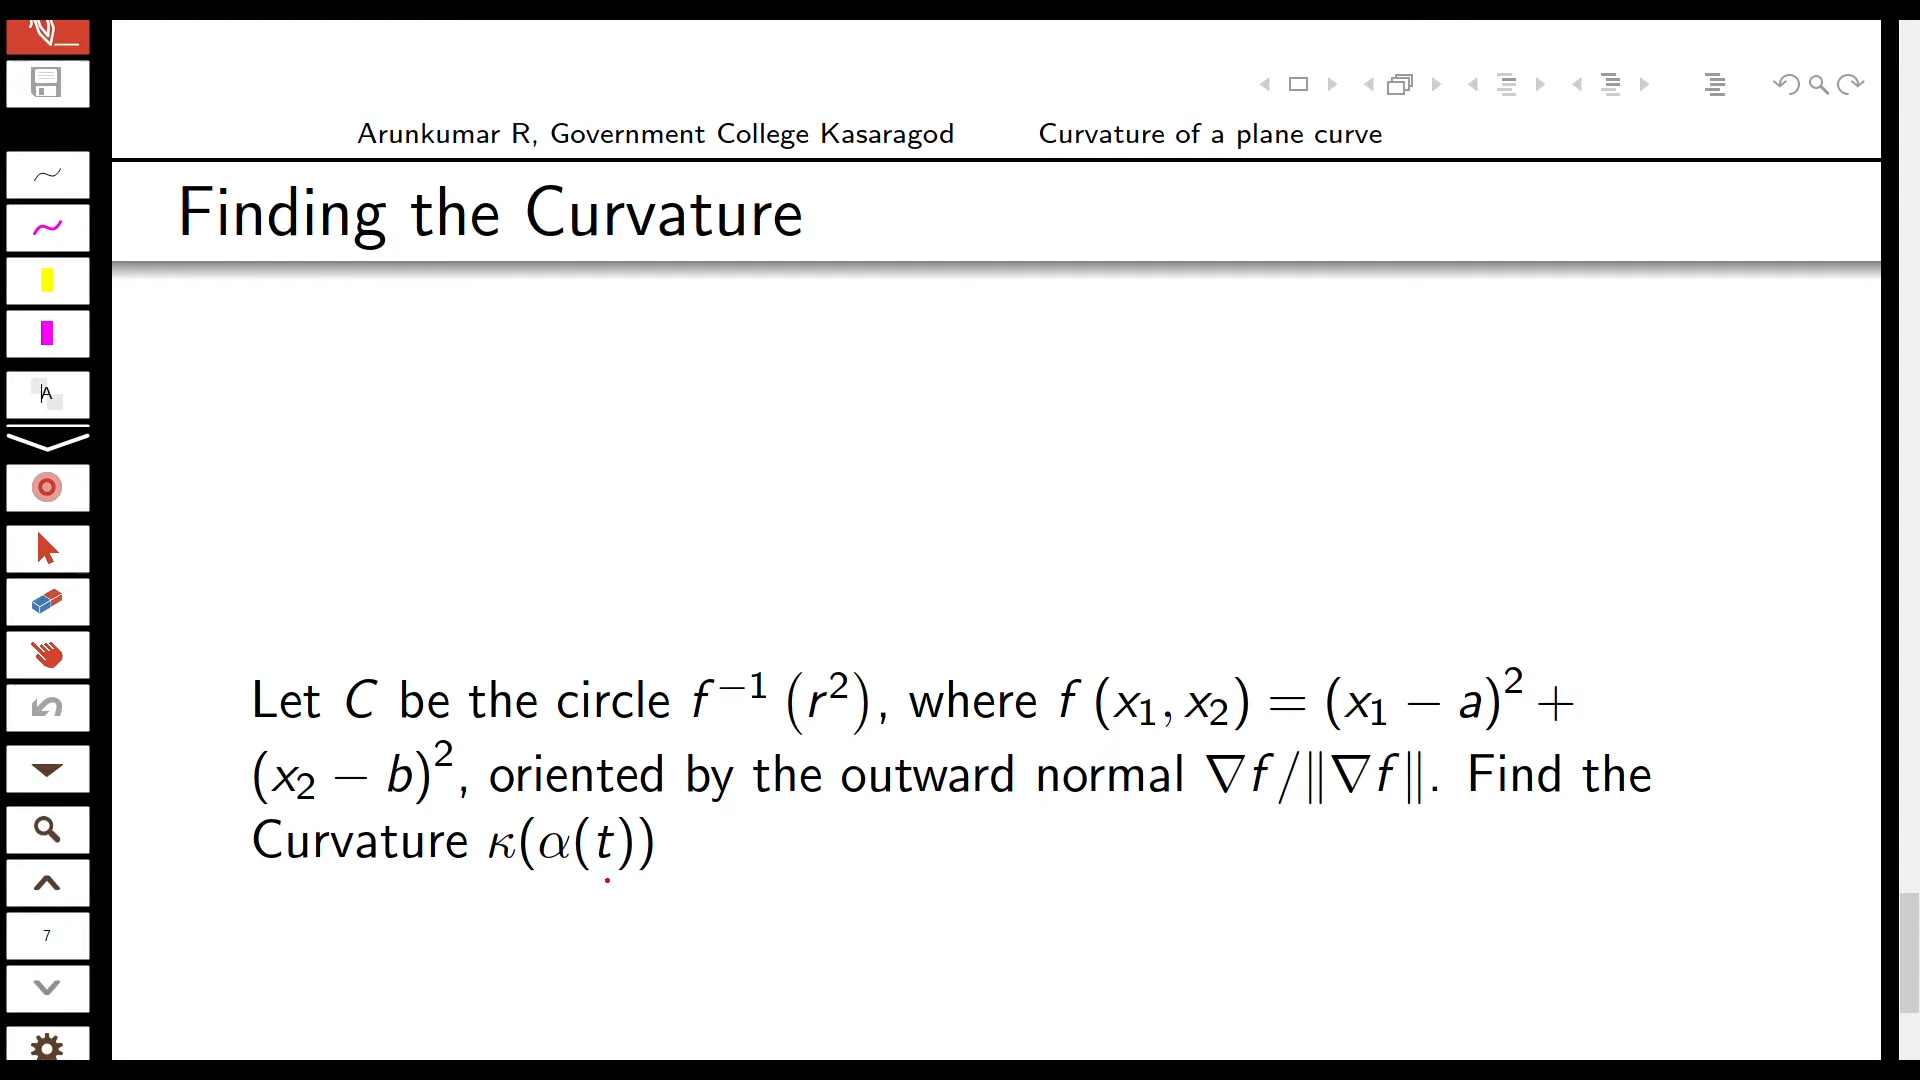 Arunkumar R, Government College Kasaragod Curvature of a plane curve
Finding the Curvature
A
Let C be the circle f⁻¹ (r²), where f (x₁, x₂) = (x₁ − a)² +
(x₂ − b)², oriented by the outward normal ∇f /‖∇f ‖. Find the
Curvature κ(α(t))
7